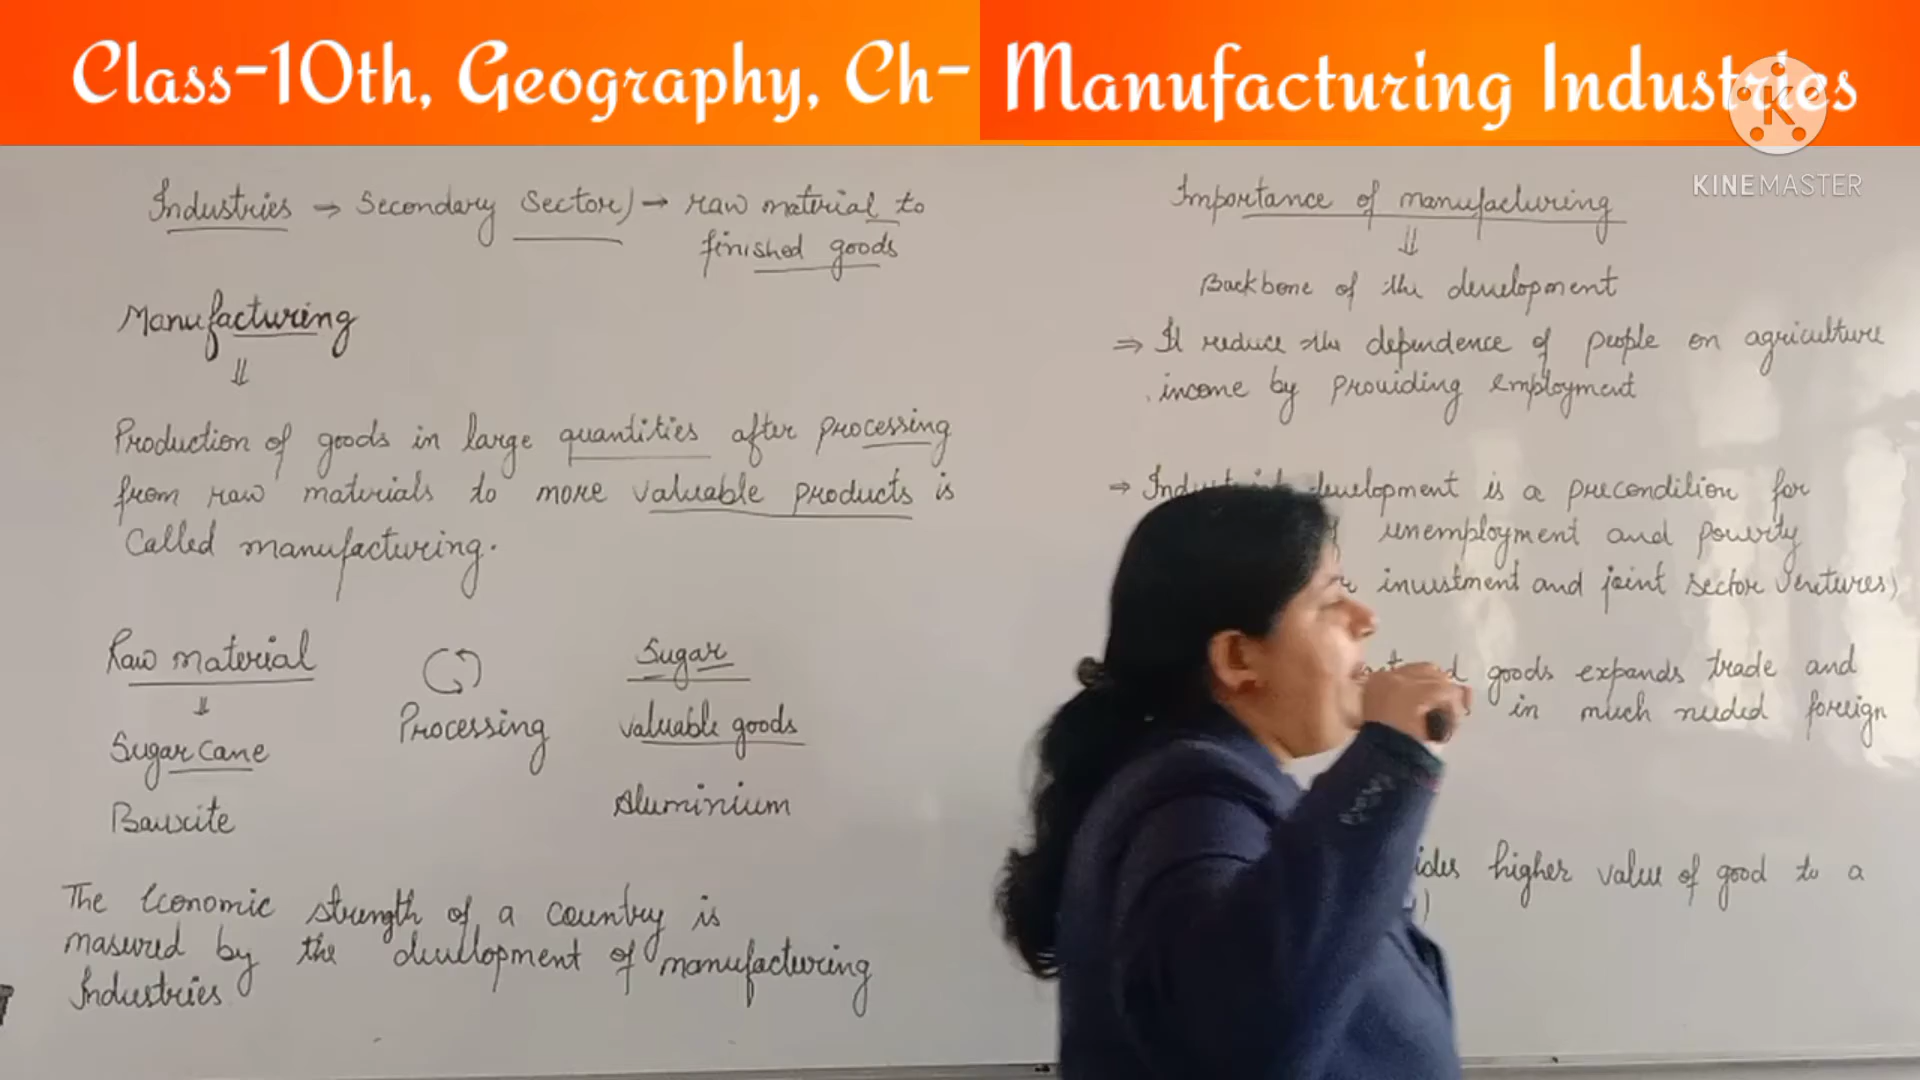 Class-10th, Geography, Ch- Manufacturing Industries
KINEMASTER
Industries → Secondary Sector) → raw material to
finished goods
Manufacturing
⇓
Production of goods in large quantities after processing
from raw materials to more valuable products is
Called manufacturing.
Raw material
Sugarcane
Bauxite
Processing
Sugar
valuable goods
Aluminium
The Economic strength of a country is
masured by the development of manufacturing
Industries
Importance of manufacturing
⇓
Backbone of the development
⇒ It reduce the dependence of people on agriculture
income by providing employment
⇒ development is a precondition for
unemployment and poverty
investment and joint sector ventures)
goods expands trade and
in much needed foreign
higher value of good to a